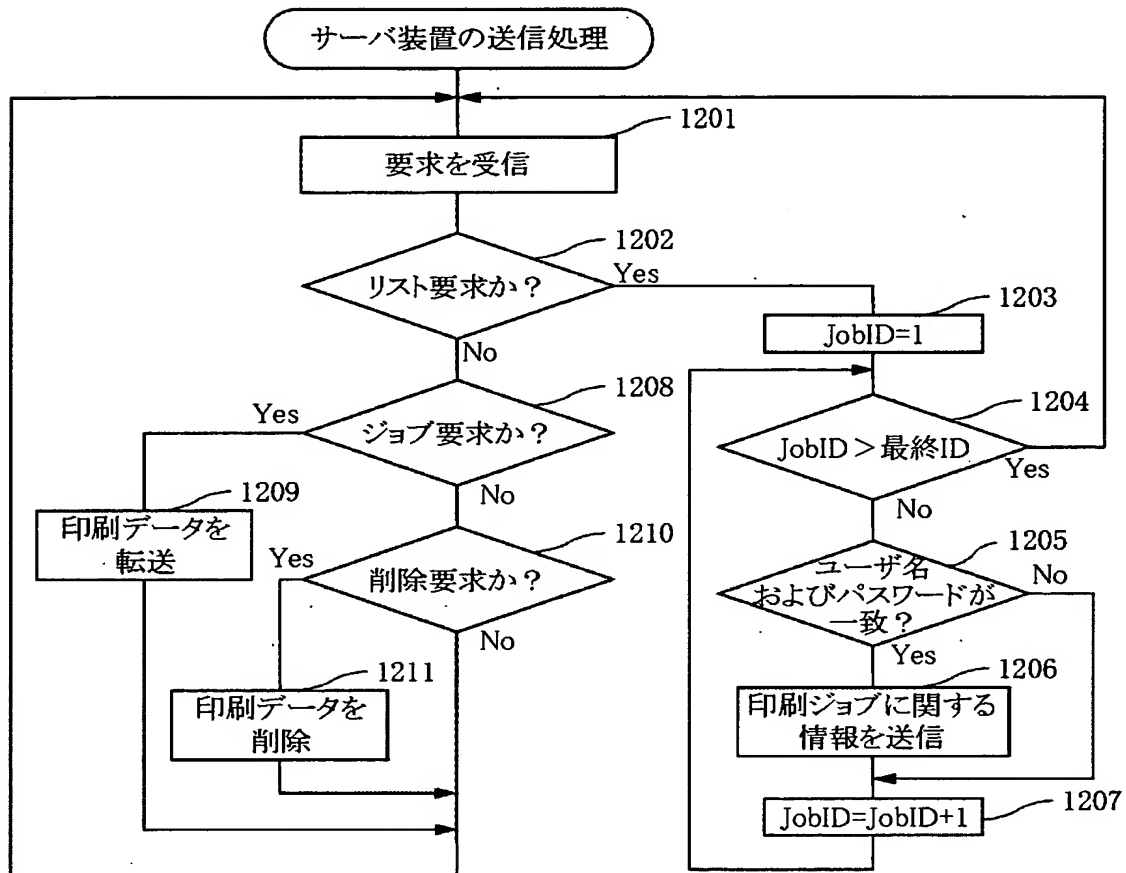 サーバ装置の送信処理
1201
要求を受信
1202
リスト要求か?
Yes
No
1203
JobID=1
1208
ジョブ要求か?
Yes
No
1204
JobID>最終ID
Yes
No
1209
印刷データを
転送
1210
削除要求か?
Yes
No
1205
ユーザ名
およびパスワードが
一致?
No
Yes
1211
印刷データを
削除
1206
印刷ジョブに関する
情報を送信
1207
JobID=JobID+1